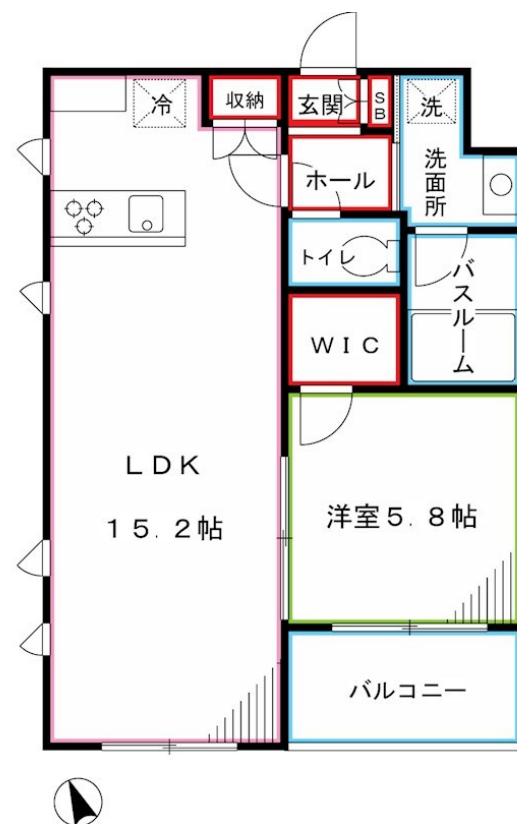 冷
収納
玄関
SB
洗
洗面所
ホール
トイレ
バスルーム
WIC
LDK
15.2帖
洋室5.8帖
バルコニー